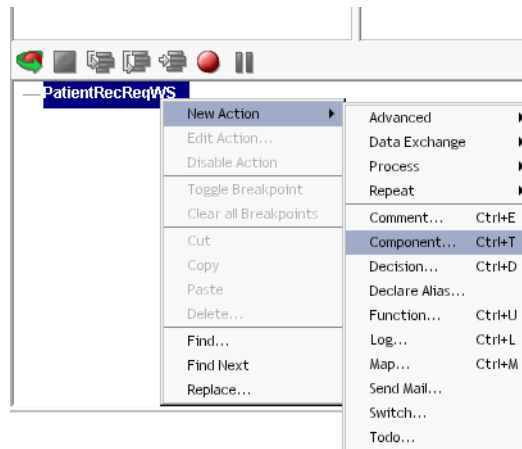 PatientRecReqWS
New Action
Edit Action...
Disable Action
Toggle Breakpoint
Clear all Breakpoints
Cut
Copy
Paste
Delete...
Find...
Find Next
Replace...
Advanced
Data Exchange
Process
Repeat
Comment... Ctrl+E
Component... Ctrl+T
Decision... Ctrl+D
Declare Alias...
Function... Ctrl+U
Log... Ctrl+L
Map... Ctrl+M
Send Mail...
Switch...
Todo...